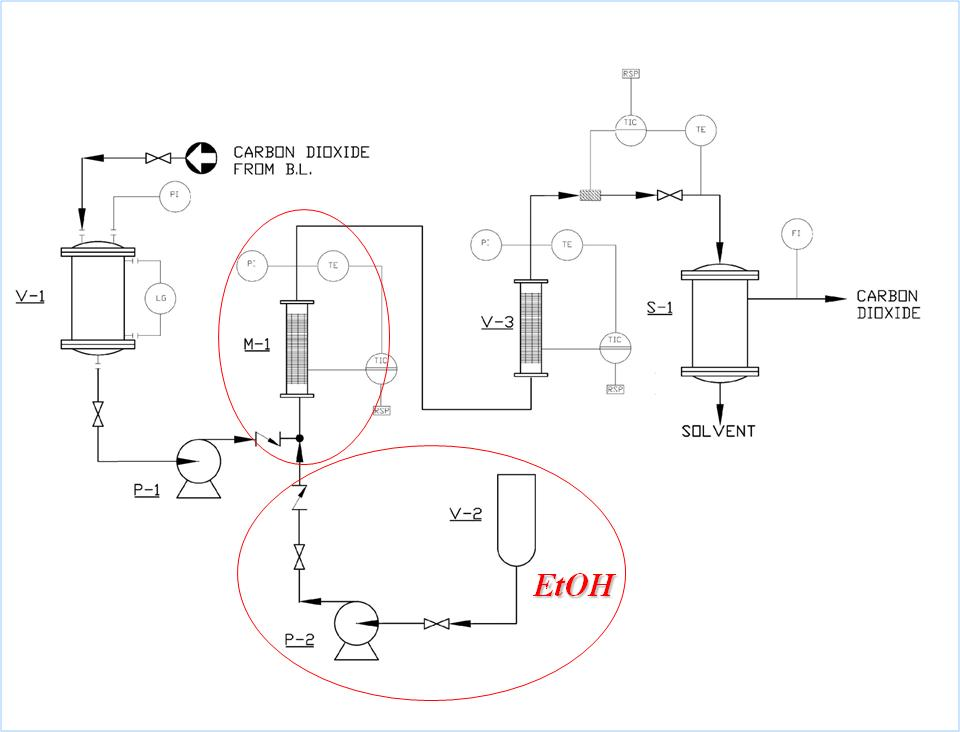 RSP
TIC
TE
CARBON DIOXIDE
FROM B.L.
PI
FI
PI
TE
PI
TE
V-1
LG
CARBON
DIOXIDE
S-1
V-3
M-1
TIC
TIC
RSP
RSP
SOLVENT
P-1
V-2
EtOH
P-2